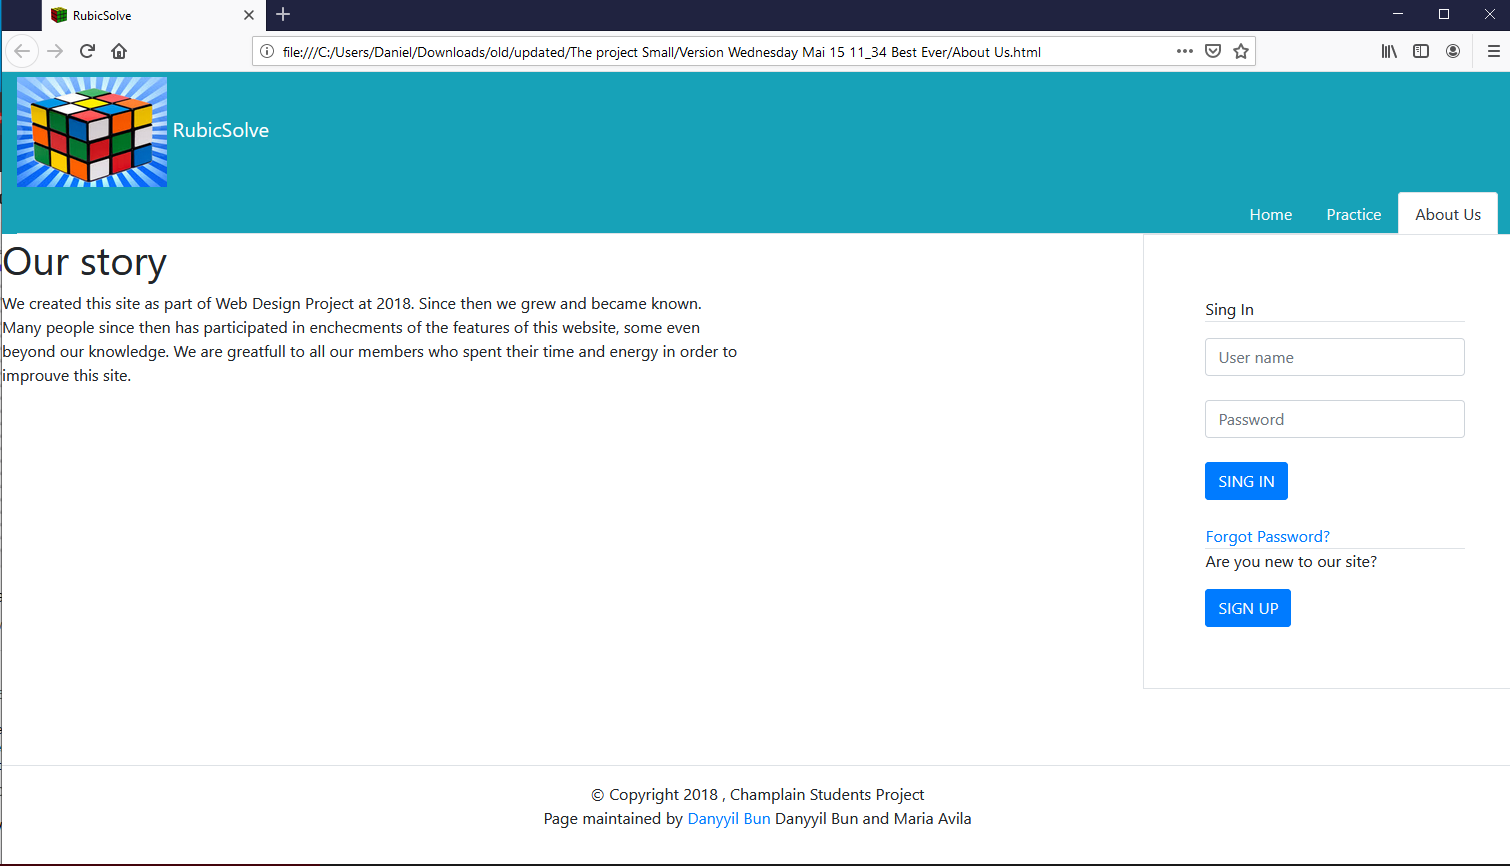 RubicSolve
file:///C:/Users/Daniel/Downloads/old/updated/The project Small/Version Wednesday Mai 15 11_34 Best Ever/About Us.html
RubicSolve
Home Practice About Us
Our story
We created this site as part of Web Design Project at 2018. Since then we grew and became known.
Many people since then has participated in enchecments of the features of this website, some even
beyond our knowledge. We are greatfull to all our members who spent their time and energy in order to
improuve this site.
Sing In
User name
Password
SING IN
Forgot Password?
Are you new to our site?
SIGN UP
© Copyright 2018 , Champlain Students Project
Page maintained by Danyyil Bun Danyyil Bun and Maria Avila